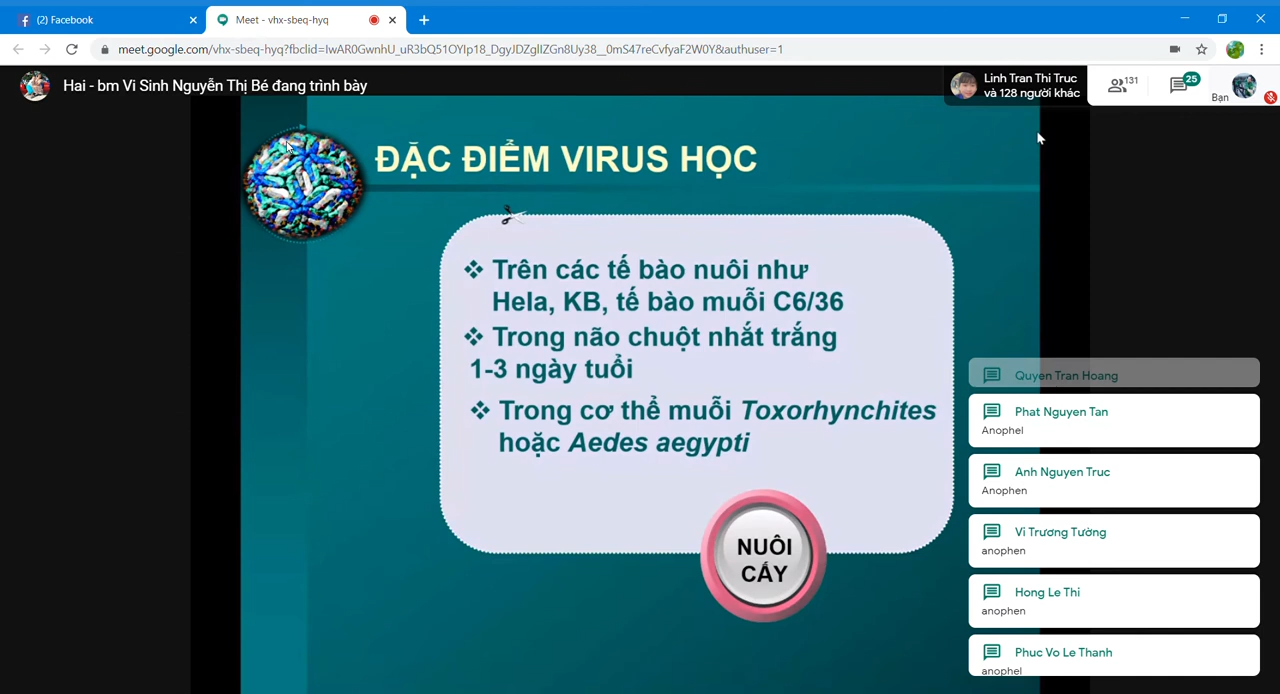 (2) Facebook
Meet - vhx-sbeq-hyq
meet.google.com/vhx-sbeq-hyq?fbclid=IwAR0GwnhU_uR3bQ51OYIp18_DgyJDZglIZGn8Uy38__0mS47reCvfyaF2W0Y&authuser=1
Hai - bm Vi Sinh Nguyễn Thị Bé đang trình bày
Linh Tran Thi Truc
và 128 người khác
131
25
Bạn
ĐẶC ĐIỂM VIRUS HỌC
❖ Trên các tế bào nuôi như
Hela, KB, tế bào muỗi C6/36
❖ Trong não chuột nhắt trắng
1-3 ngày tuổi
❖ Trong cơ thể muỗi Toxorhynchites
hoặc Aedes aegypti
NUÔI
CẤY
Quyen Tran Hoang
Phat Nguyen Tan
Anophel
Anh Nguyen Truc
Anophen
Vĩ Trương Tường
anophen
Hong Le Thi
anophen
Phuc Vo Le Thanh
anophel